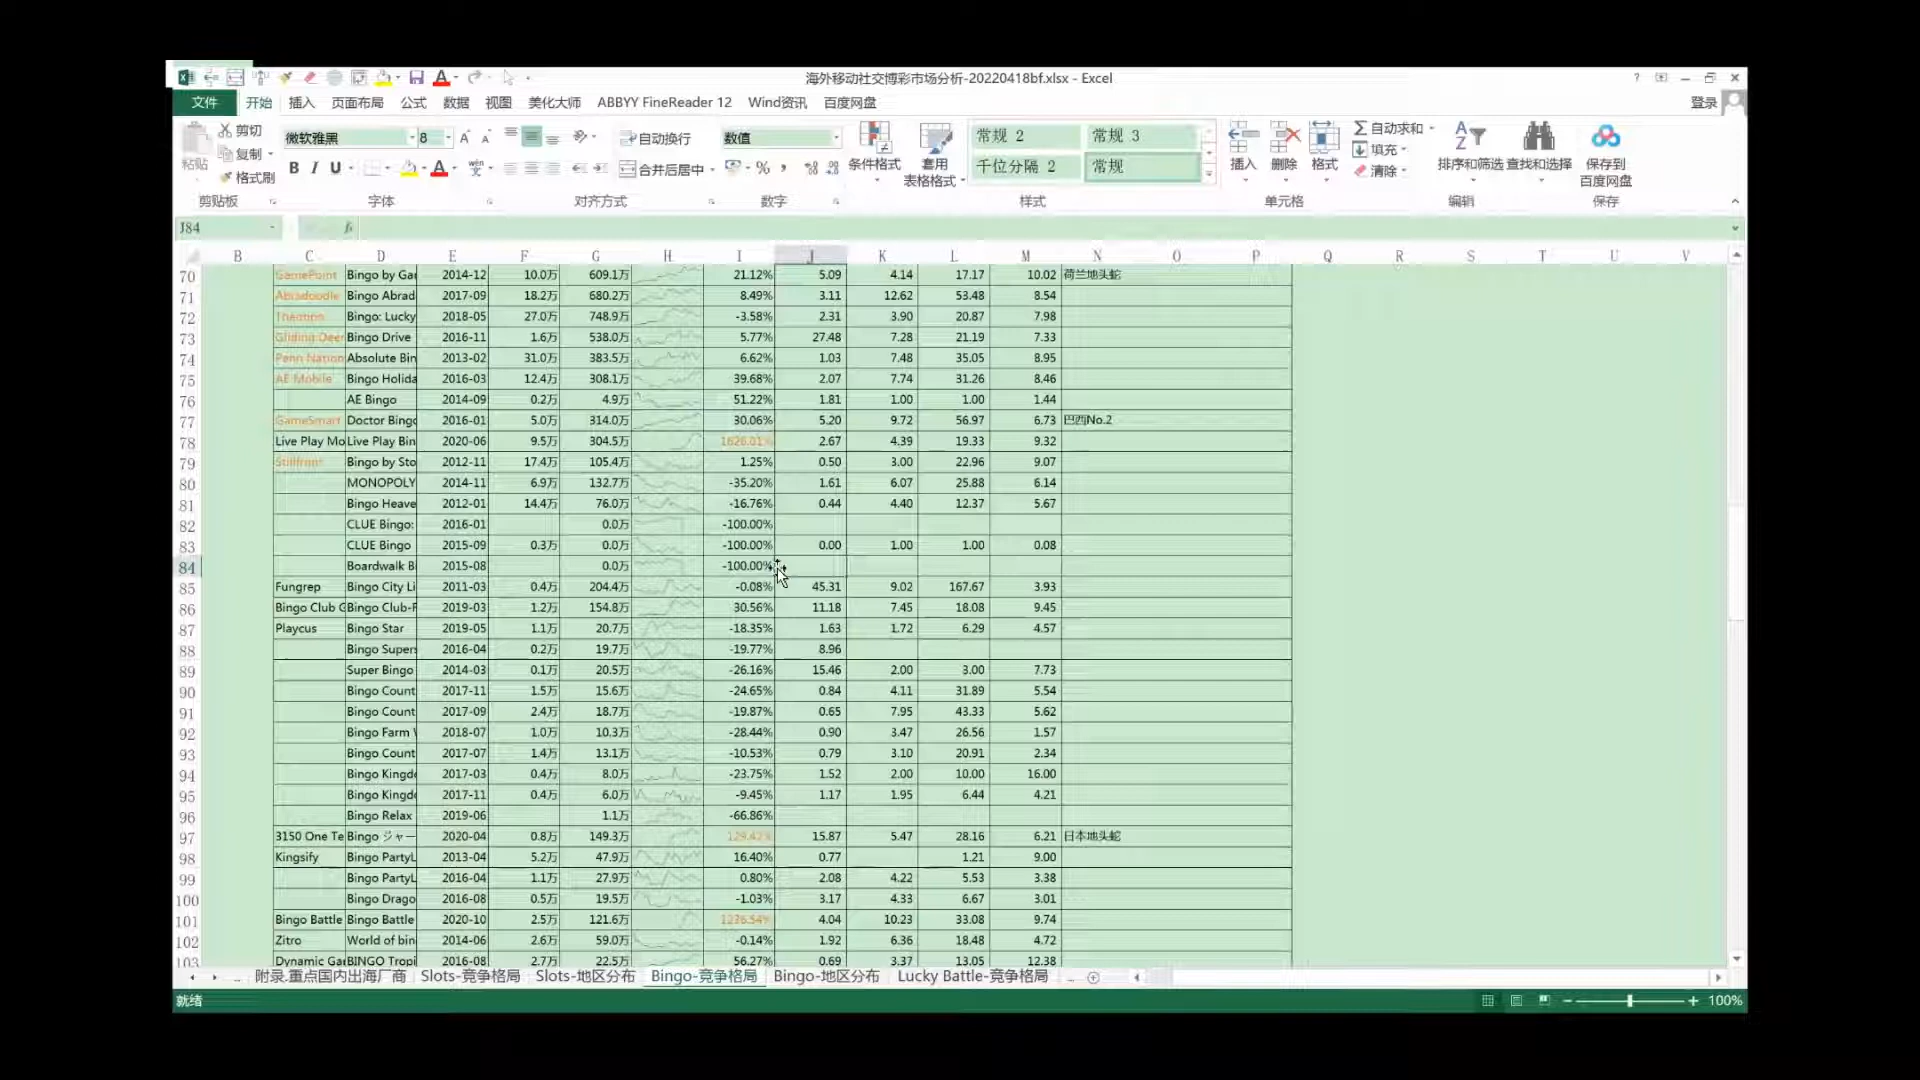 海外移动社交博彩市场分析-20220418bf.xlsx - Excel
文件 开始 插入 页面布局 公式 数据 视图 美化大师 ABBYY FineReader 12 Wind资讯 百度网盘 登录
剪切 微软雅黑 8 自动换行 数值 常规 2 常规 3 自动求和
粘贴 复制 条件格式 套用 插入 删除 格式 填充 排序和筛选 查找和选择 保存到
格式刷 B I U 合并后居中 % 表格格式 千位分隔 2 常规 清除 百度网盘
剪贴板 字体 对齐方式 数字 样式 单元格 编辑 保存
J84 fx
B C D E F G H I J K L M N O P Q R S T U V
70 GamePoint Bingo by Gar 2014-12 10.0万 609.1万 21.12% 5.09 4.14 17.17 10.02 荷兰地头蛇
71 Abradoodle Bingo Abrad 2017-09 18.2万 680.2万 8.49% 3.11 12.62 53.48 8.54
72 Bingo: Lucky 2018-05 27.0万 748.9万 -3.58% 2.31 3.90 20.87 7.98
73 Gliding Deer Bingo Drive 2016-11 1.6万 538.0万 5.77% 27.48 7.28 21.19 7.33
74 Penn Nation Absolute Bin 2013-02 31.0万 383.5万 6.62% 1.03 7.48 35.05 8.95
75 AE Mobile Bingo Holida 2016-03 12.4万 308.1万 39.68% 2.07 7.74 31.26 8.46
76 AE Bingo 2014-09 0.2万 4.9万 51.22% 1.81 1.00 1.00 1.44
77 GameSmart Doctor Bingo 2016-01 5.0万 314.0万 30.06% 5.20 9.72 56.97 6.73 巴西No.2
78 Live Play Mo Live Play Bin 2020-06 9.5万 304.5万 2.67 4.39 19.33 9.32
79 Stillfront Bingo by Sto 2012-11 17.4万 105.4万 1.25% 0.50 3.00 22.96 9.07
80 MONOPOLY 2014-11 6.9万 132.7万 -35.20% 1.61 6.07 25.88 6.14
81 Bingo Heave 2012-01 14.4万 76.0万 -16.76% 0.44 4.40 12.37 5.67
82 CLUE Bingo: 2016-01 0.0万 -100.00%
83 CLUE Bingo 2015-09 0.3万 0.0万 -100.00% 0.00 1.00 1.00 0.08
84 Boardwalk B 2015-08 0.0万 -100.00%
85 Fungrep Bingo City Li 2011-03 0.4万 204.4万 -0.08% 45.31 9.02 167.67 3.93
86 Bingo Club G Bingo Club-F 2019-03 1.2万 154.8万 30.56% 11.18 7.45 18.08 9.45
87 Playcus Bingo Star 2019-05 1.1万 20.7万 -18.35% 1.63 1.72 6.29 4.57
88 Bingo Supers 2016-04 0.2万 19.7万 -19.77% 8.96
89 Super Bingo 2014-03 0.1万 20.5万 -26.16% 15.46 2.00 3.00 7.73
90 Bingo Count 2017-11 1.5万 15.6万 -24.65% 0.84 4.11 31.89 5.54
91 Bingo Count 2017-09 2.4万 18.7万 -19.87% 0.65 7.95 43.33 5.62
92 Bingo Farm 2018-07 1.0万 10.3万 -28.44% 0.90 3.47 26.56 1.57
93 Bingo Count 2017-07 1.4万 13.1万 -10.53% 0.79 3.10 20.91 2.34
94 Bingo Kingdo 2017-03 0.4万 8.0万 -23.75% 1.52 2.00 10.00 16.00
95 Bingo Kingdo 2017-11 0.4万 6.0万 -9.45% 1.17 1.95 6.44 4.21
96 Bingo Relax 2019-06 1.1万 -66.86%
97 3150 One Te Bingo ジャー 2020-04 0.8万 149.3万 15.87 5.47 28.16 6.21 日本地头蛇
98 Kingsify Bingo PartyL 2013-04 5.2万 47.9万 16.40% 0.77 1.21 9.00
99 Bingo PartyL 2016-04 1.1万 27.9万 0.80% 2.08 4.22 5.53 3.38
100 Bingo Drago 2016-08 0.5万 19.5万 -1.03% 3.17 4.33 6.67 3.01
101 Bingo Battle Bingo Battle 2020-10 2.5万 121.6万 4.04 10.23 33.08 9.74
102 Zitro World of bin 2014-06 2.6万 59.0万 -0.14% 1.92 6.36 18.48 4.72
103 Dynamic Gar BINGO Tropi 2016-08 2.7万 22.5万 56.27% 0.69 3.37 13.05 12.38
... 附录.重点国内出海厂商 Slots-竞争格局 Slots-地区分布 Bingo-竞争格局 Bingo-地区分布 Lucky Battle-竞争格局 ...
就绪 100%